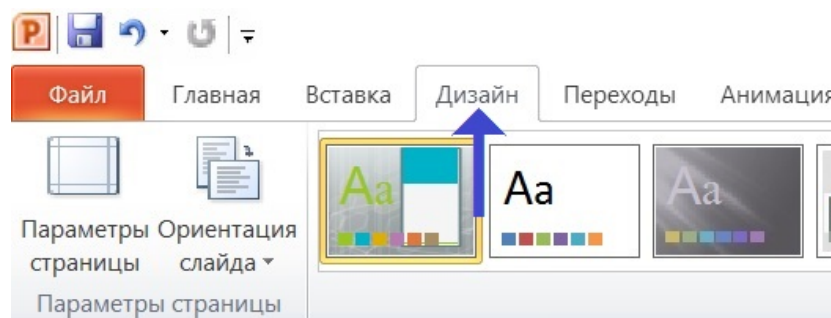 P
Файл Главная Вставка Дизайн Переходы Анимация
Aa Aa Aa
Параметры страницы Ориентация слайда
Параметры страницы